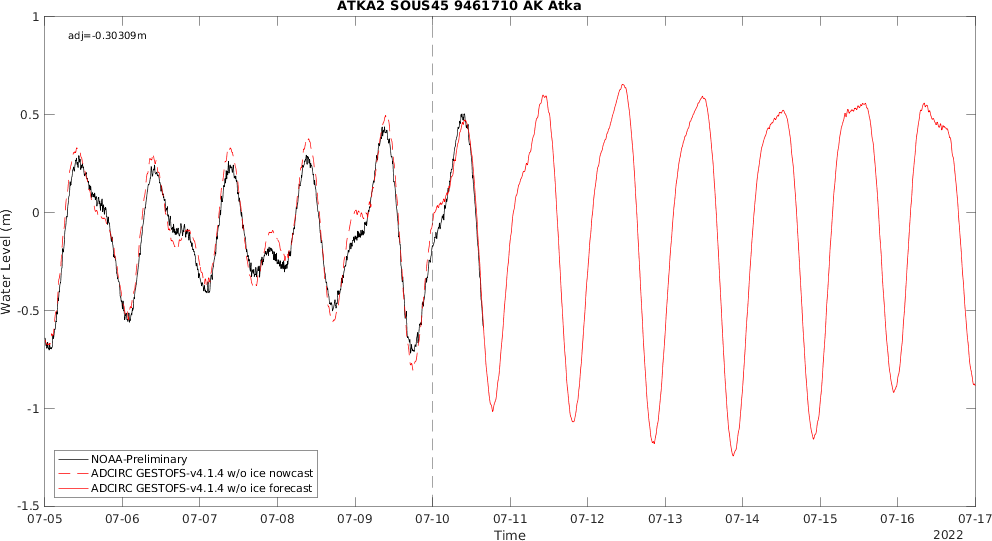 ATKA2 SOUS45 9461710 AK Atka
adj=-0.30309m
1
0.5
0
-0.5
-1
-1.5
Water Level (m)
NOAA-Preliminary
ADCIRC GESTOFS-v4.1.4 w/o ice nowcast
ADCIRC GESTOFS-v4.1.4 w/o ice forecast
07-05 07-06 07-07 07-08 07-09 07-10 07-11 07-12 07-13 07-14 07-15 07-16 07-17
Time
2022